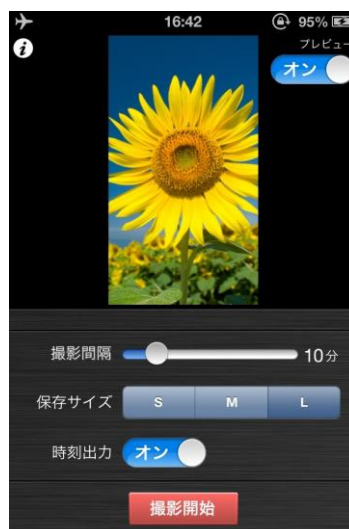 16:42 95%
プレビュー
オン
撮影間隔 10分
保存サイズ S M L
時刻出力 オン
撮影開始